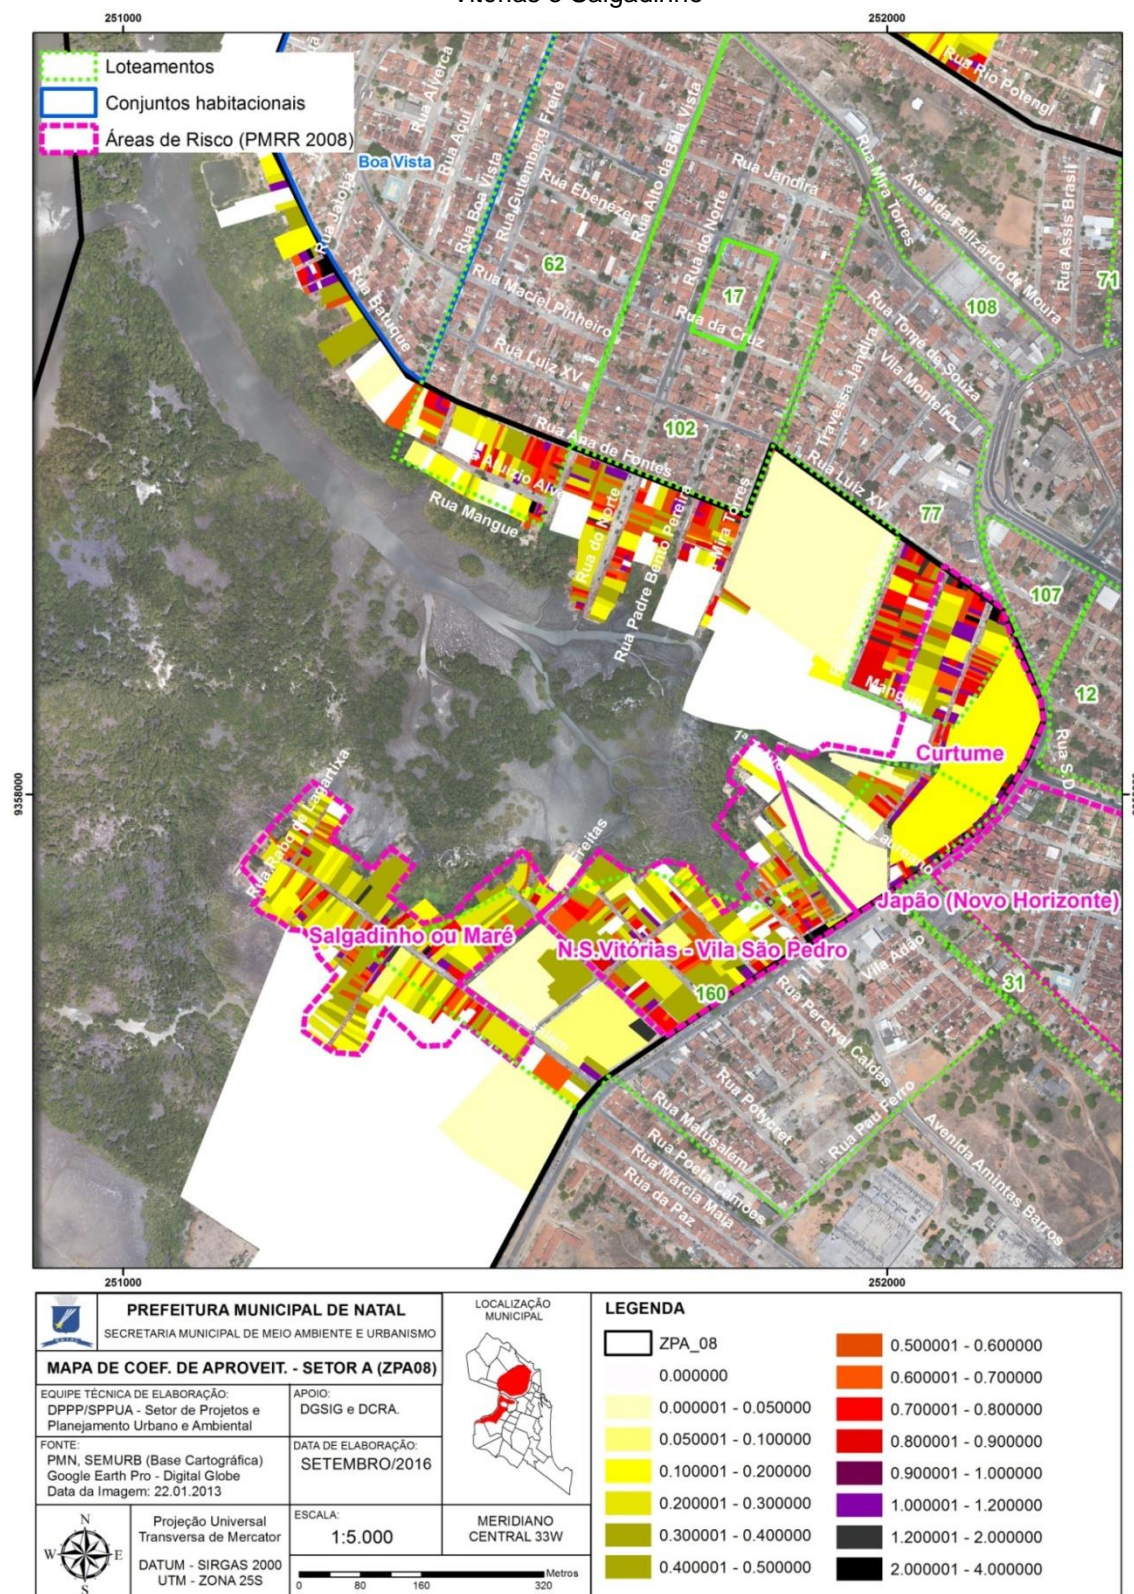 Vitórias e Salgadinho
251000
252000
Loteamentos
Conjuntos habitacionais
Áreas de Risco (PMRR 2008)
Rua Rio Potengi
Rua Alverca
Rua Açuí
Rua Jatobá
Boa Vista
Rua Boa Vista
Rua Gutemberg Freire
Rua Ebenézer
Rua Alto da Boa Vista
Rua Jandira
Rua Mira Torres
Avenida Felizardo de Moura
Rua Assis Brasil
Rua do Norte
62
17
108
71
Rua Batuque
Rua Maciel Pinheiro
Rua da Cruz
Rua Tomé de Souza
Vila Monteiro
Travessa Jandira
Rua Luiz XV
102
Rua Ana de Fontes
Rua Luiz XV
Aluizio Alve
Rua Mangue
Rua do Norte
Rua Padre Bento Pereira
Mira Torres
77
107
12
Mangue
Curtume
Rua S.D
9358000
Rua Rabo de Lagartixa
Freitas
Japão (Novo Horizonte)
Salgadinho ou Maré
N.S.Vitórias - Vila São Pedro
160
Vila Adão
31
Rua Percival Caldas
Rua Potycret
Rua Pau Ferro
Rua Matusalém
Rua Poeta Camões
Rua Márcia Maia
Rua da Paz
Avenida Amintas Barros
251000
252000
PREFEITURA MUNICIPAL DE NATAL
SECRETARIA MUNICIPAL DE MEIO AMBIENTE E URBANISMO
MAPA DE COEF. DE APROVEIT. - SETOR A (ZPA08)
EQUIPE TÉCNICA DE ELABORAÇÃO:
DPPP/SPPUA - Setor de Projetos e
Planejamento Urbano e Ambiental
APOIO:
DGSIG e DCRA.
FONTE:
PMN, SEMURB (Base Cartográfica)
Google Earth Pro - Digital Globe
Data da Imagem: 22.01.2013
DATA DE ELABORAÇÃO:
SETEMBRO/2016
N
W
E
S
Projeção Universal
Transversa de Mercator
DATUM - SIRGAS 2000
UTM - ZONA 25S
ESCALA:
1:5.000
MERIDIANO
CENTRAL 33W
Metros
0 80 160 320
LOCALIZAÇÃO
MUNICIPAL
LEGENDA
ZPA_08
0.000000
0.000001 - 0.050000
0.050001 - 0.100000
0.100001 - 0.200000
0.200001 - 0.300000
0.300001 - 0.400000
0.400001 - 0.500000
0.500001 - 0.600000
0.600001 - 0.700000
0.700001 - 0.800000
0.800001 - 0.900000
0.900001 - 1.000000
1.000001 - 1.200000
1.200001 - 2.000000
2.000001 - 4.000000